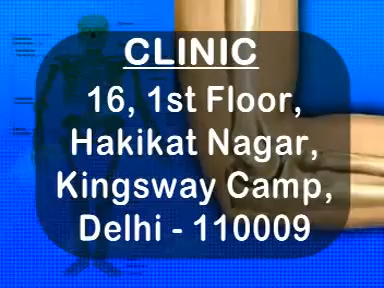 CLINIC
16, 1st Floor,
Hakikat Nagar,
Kingsway Camp,
Delhi - 110009